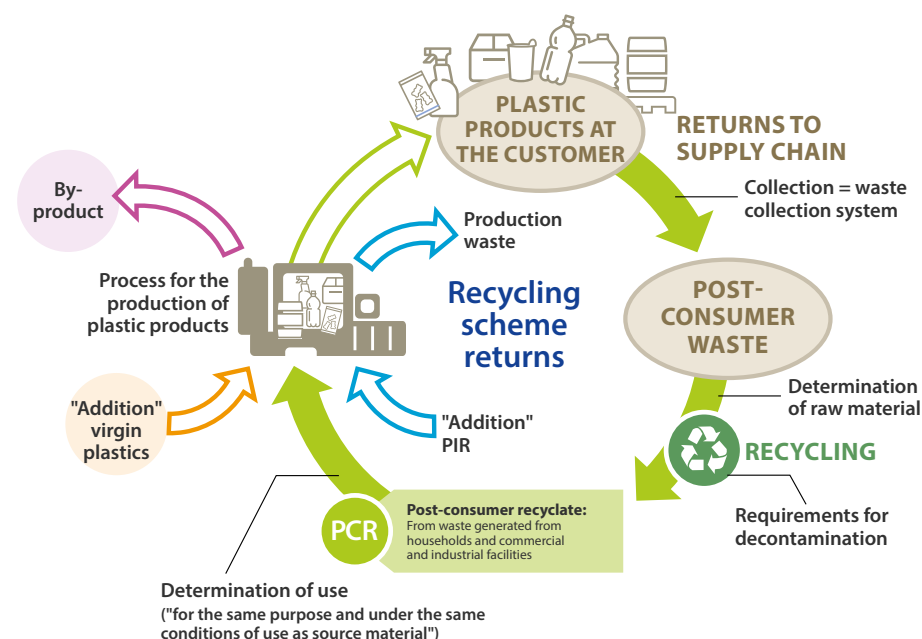 PLASTIC
PRODUCTS AT
THE CUSTOMER
RETURNS TO
SUPPLY CHAIN
Collection = waste
collection system
By-
product
Production
waste
Process for the
production of
plastic products
Recycling
scheme
returns
POST-
CONSUMER
WASTE
"Addition"
virgin
plastics
"Addition"
PIR
Determination
of raw material
RECYCLING
Requirements for
decontamination
PCR
Post-consumer recyclate:
From waste generated from
households and commercial
and industrial facilities
Determination of use
("for the same purpose and under the same
conditions of use as source material")